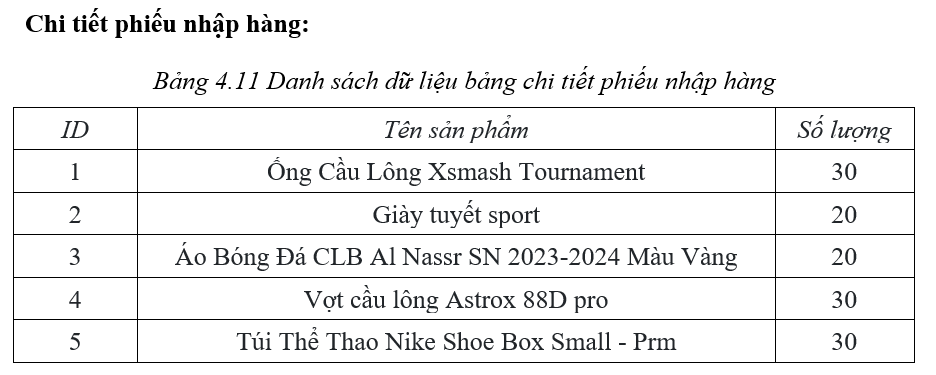 Chi tiết phiếu nhập hàng:
Bảng 4.11 Danh sách dữ liệu bảng chi tiết phiếu nhập hàng
ID Tên sản phẩm Số lượng
1 Ống Cầu Lông Xsmash Tournament 30
2 Giày tuyết sport 20
3 Áo Bóng Đá CLB Al Nassr SN 2023-2024 Màu Vàng 20
4 Vợt cầu lông Astrox 88D pro 30
5 Túi Thể Thao Nike Shoe Box Small - Prm 30